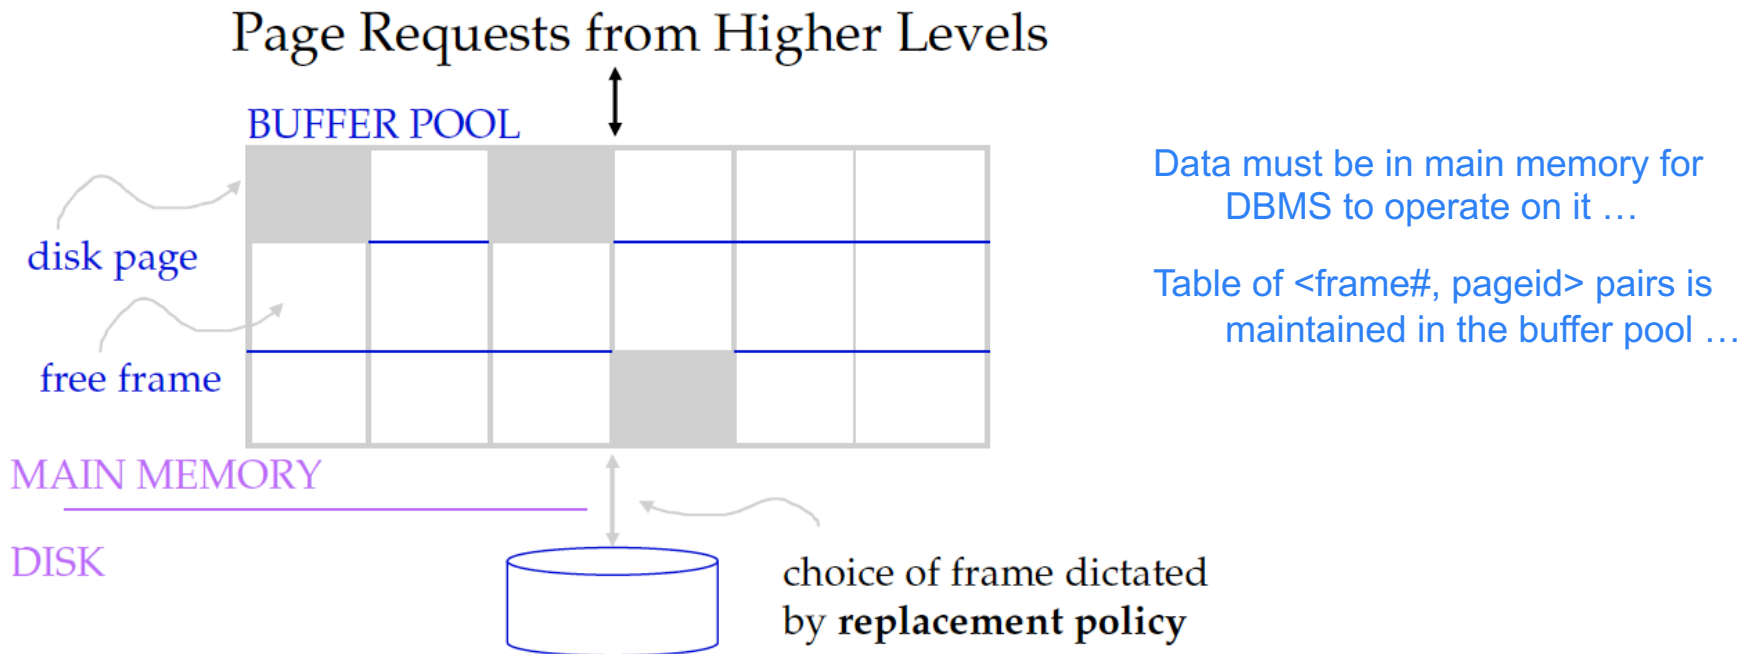 Page Requests from Higher Levels
BUFFER POOL
Data must be in main memory for
DBMS to operate on it …
disk page
Table of <frame#, pageid> pairs is
maintained in the buffer pool …
free frame
MAIN MEMORY
DISK
choice of frame dictated
by replacement policy